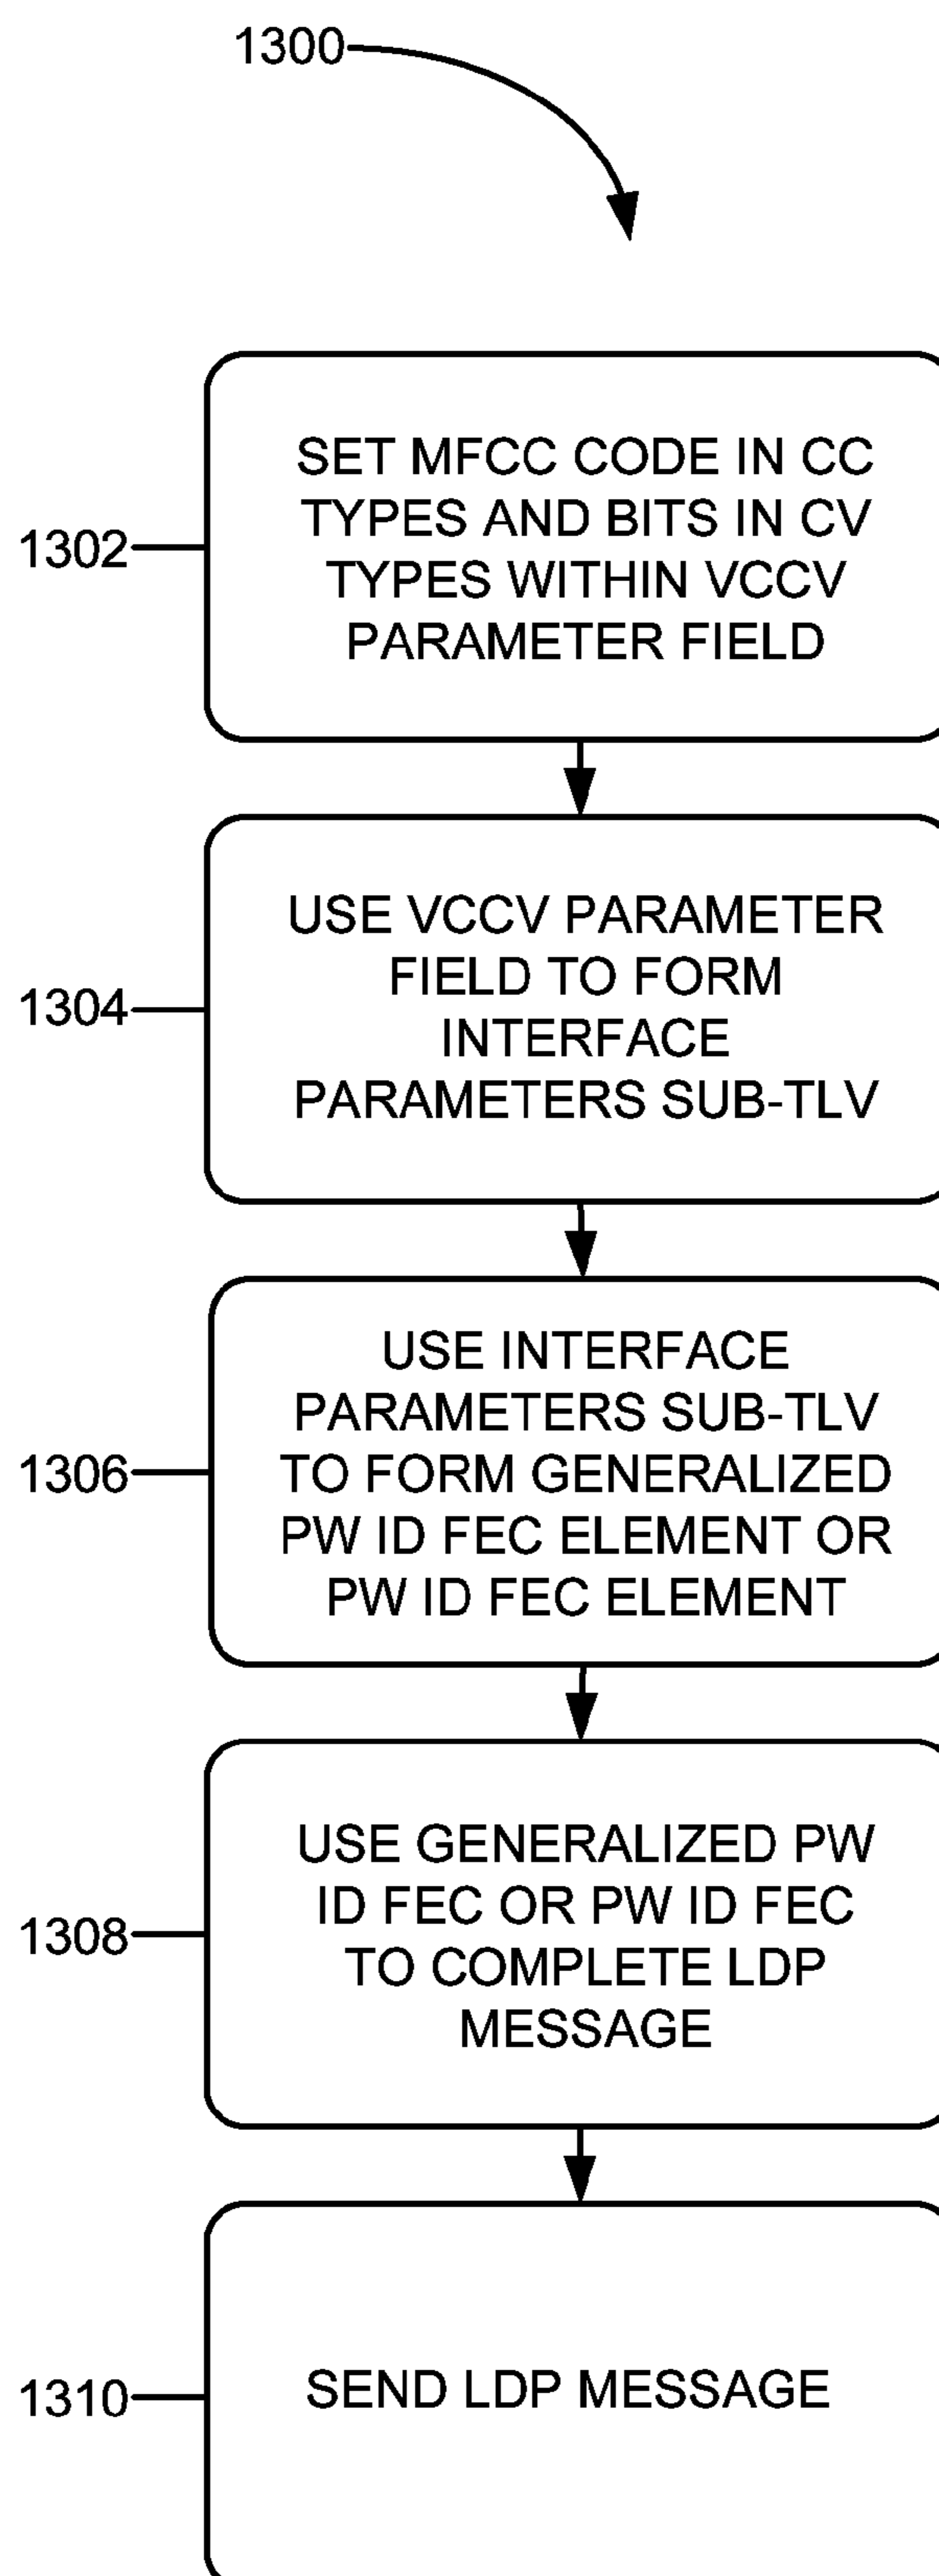 1300
1302
SET MFCC CODE IN CC
TYPES AND BITS IN CV
TYPES WITHIN VCCV
PARAMETER FIELD
1304
USE VCCV PARAMETER
FIELD TO FORM
INTERFACE
PARAMETERS SUB-TLV
1306
USE INTERFACE
PARAMETERS SUB-TLV
TO FORM GENERALIZED
PW ID FEC ELEMENT OR
PW ID FEC ELEMENT
1308
USE GENERALIZED PW
ID FEC OR PW ID FEC
TO COMPLETE LDP
MESSAGE
1310
SEND LDP MESSAGE